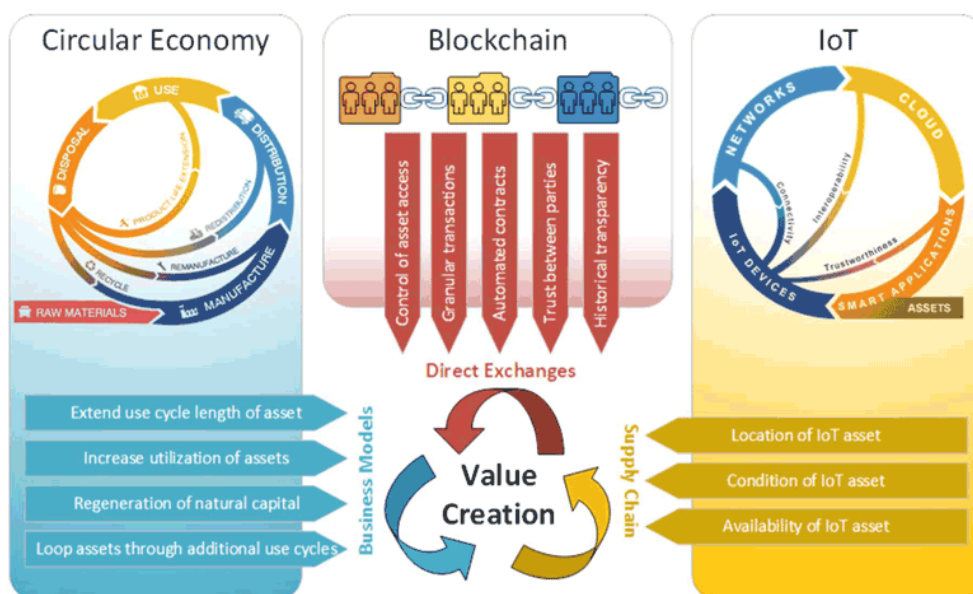 Circular Economy
USE
DISTRIBUTION
DISPOSAL
PRODUCT LIFE EXTENSION
REDISTRIBUTION
REMANUFACTURE
RECYCLE
MANUFACTURE
RAW MATERIALS
Extend use cycle length of asset
Increase utilization of assets
Regeneration of natural capital
Loop assets through additional use cycles
Business Models
Blockchain
Control of asset access
Granular transactions
Automated contracts
Trust between parties
Historical transparency
Direct Exchanges
Value
Creation
IoT
NETWORKS
CLOUD
Connectivity
Interoperability
Trustworthiness
IoT DEVICES
SMART APPLICATIONS
ASSETS
Supply Chain
Location of IoT asset
Condition of IoT asset
Availability of IoT asset